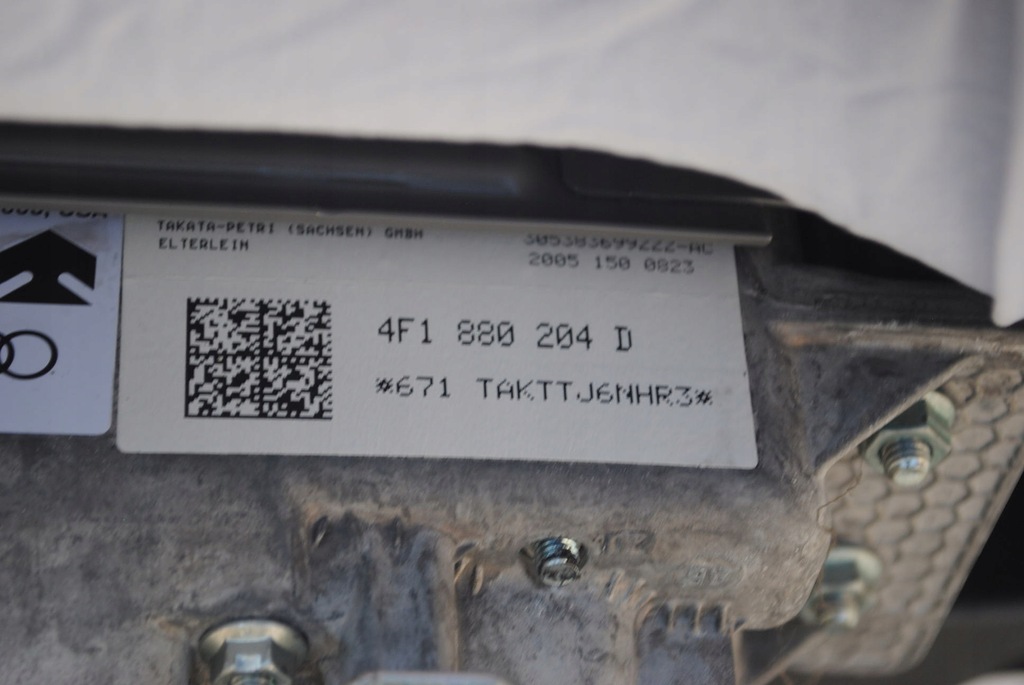 TAKATA-PETRI (SACHSEN) GMBH
ELTERLEIN
305383699222-AC
2005 150 0823
4F1 880 204 D
*671 TAKTTJ6NHR3*